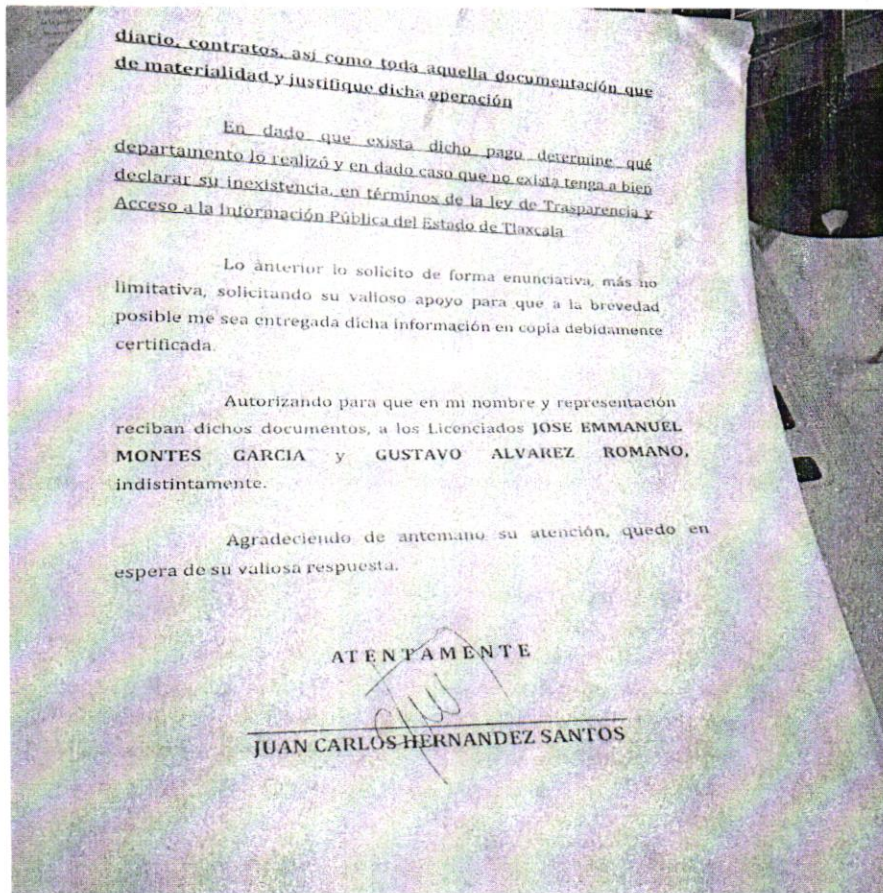 diario, contratos, así como toda aquella documentación que
de materialidad y justifique dicha operación
En dado que exista dicho pago determine qué
departamento lo realizó y en dado caso que no exista tenga a bien
declarar su inexistencia, en términos de la ley de Trasparencia y
Acceso a la Información Pública del Estado de Tlaxcala
Lo anterior lo solicito de forma enunciativa, más no
limitativa, solicitando su valioso apoyo para que a la brevedad
posible me sea entregada dicha información en copia debidamente
certificada.
Autorizando para que en mi nombre y representación
reciban dichos documentos, a los Licenciados JOSE EMMANUEL
MONTES GARCIA y GUSTAVO ALVAREZ ROMANO,
indistintamente.
Agradeciendo de antemano su atención, quedo en
espera de su valiosa respuesta.
ATENTAMENTE
JUAN CARLOS HERNANDEZ SANTOS